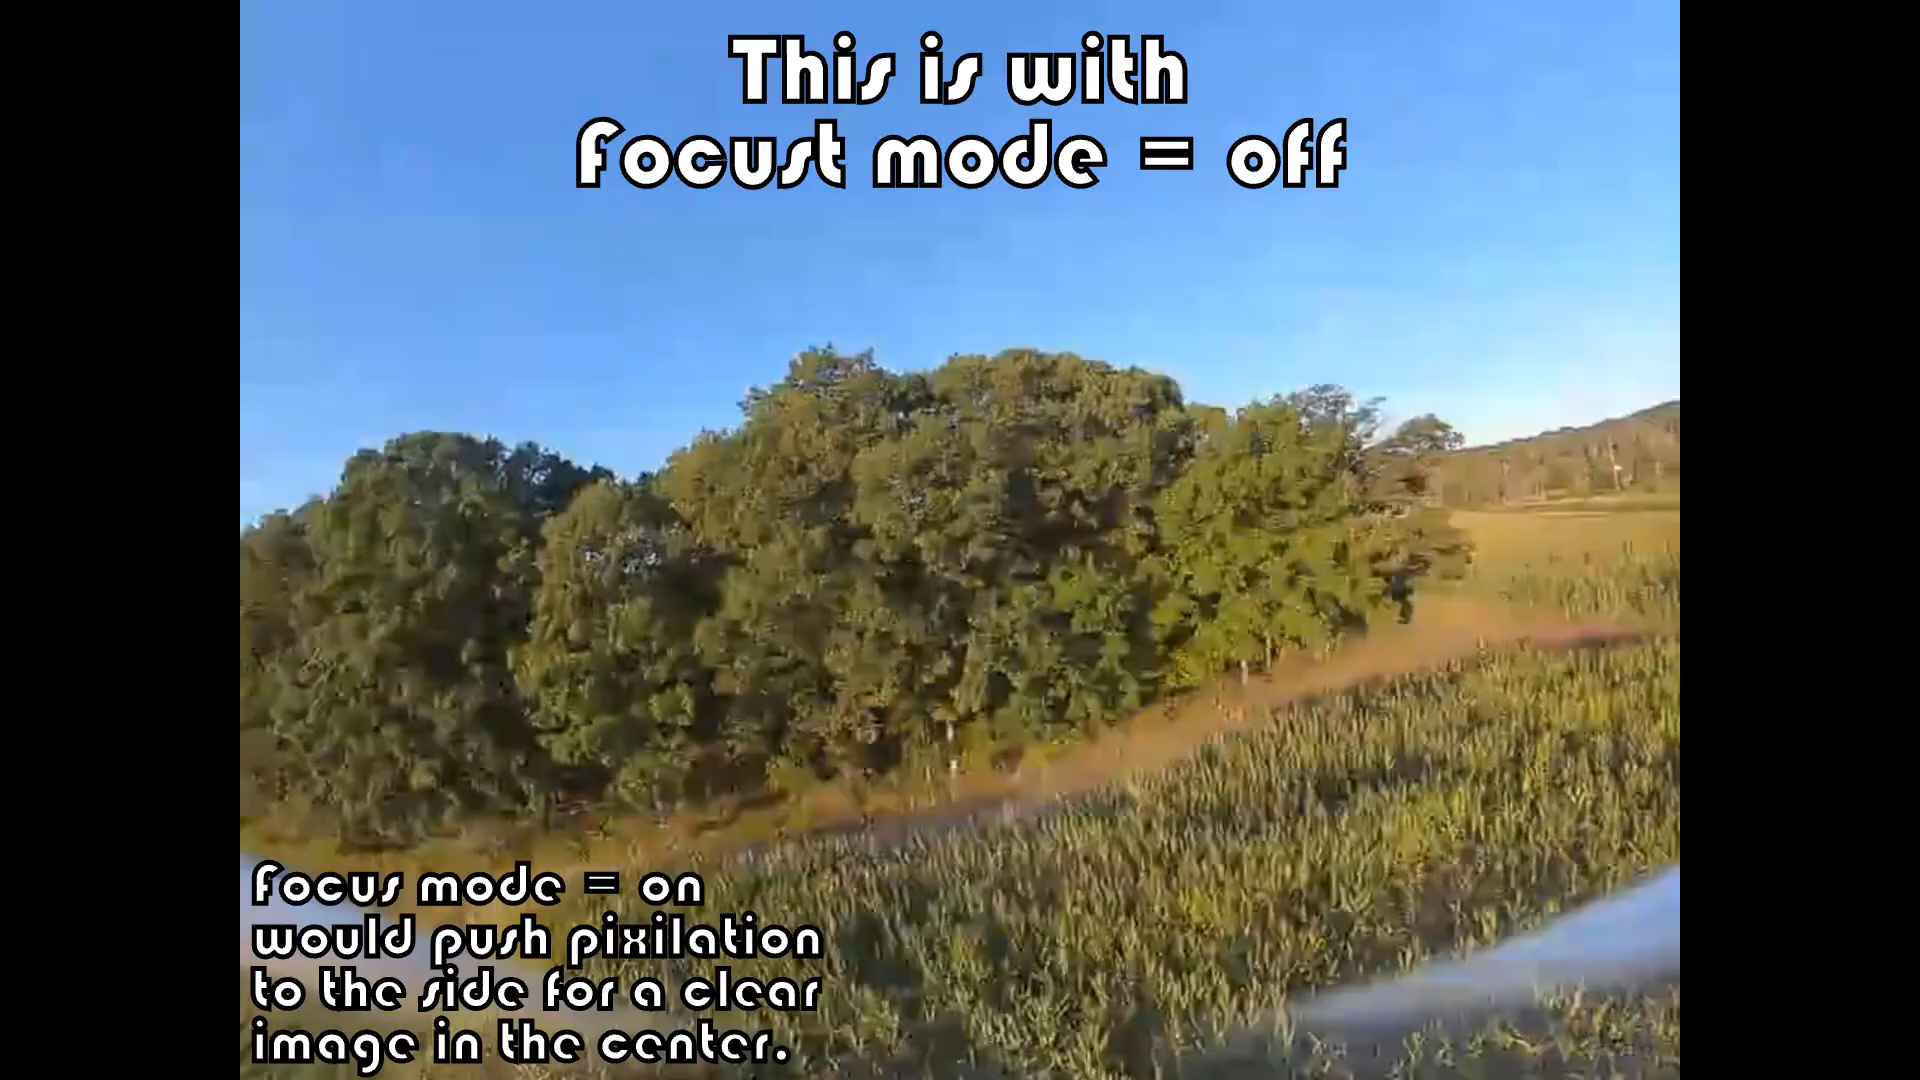 This is with
Focust mode = off
Focus mode = on
would push pixilation
to the side for a clear
image in the center.